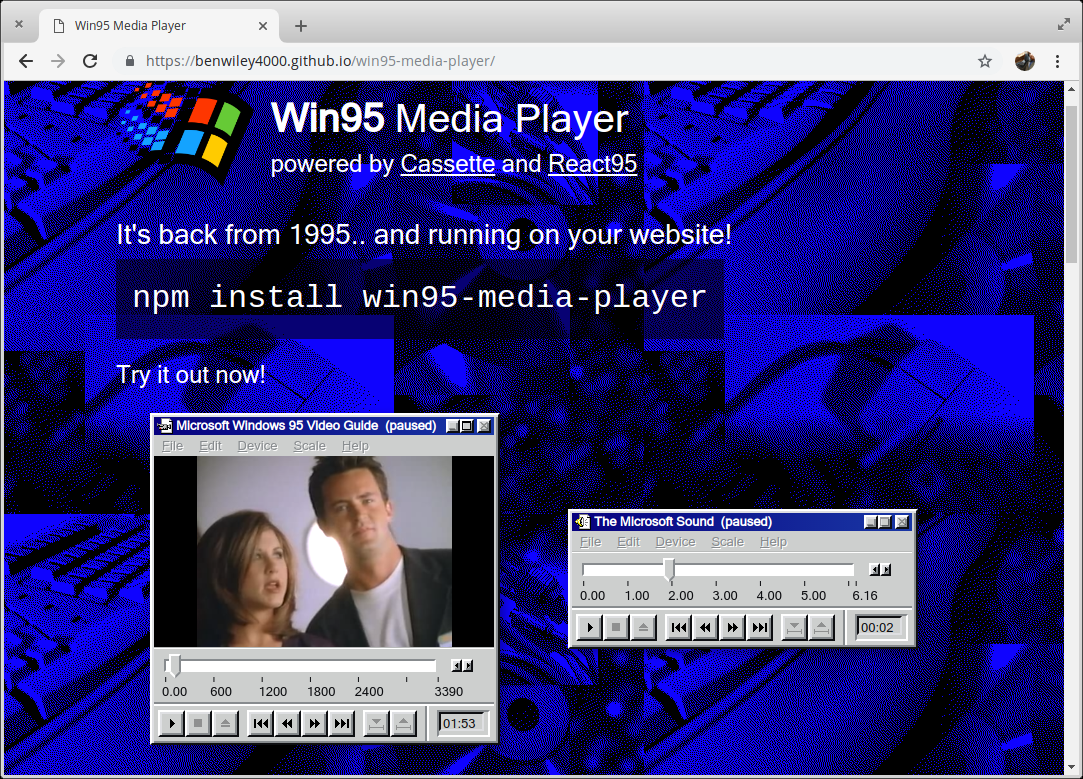 Win95 Media Player
https://benwiley4000.github.io/win95-media-player/
Win95 Media Player
powered by Cassette and React95
It's back from 1995.. and running on your website!
npm install win95-media-player
Try it out now!
Microsoft Windows 95 Video Guide (paused)
File Edit Device Scale Help
0.00 600 1200 1800 2400 3390
01:53
The Microsoft Sound (paused)
File Edit Device Scale Help
0.00 1.00 2.00 3.00 4.00 5.00 6.16
00:02